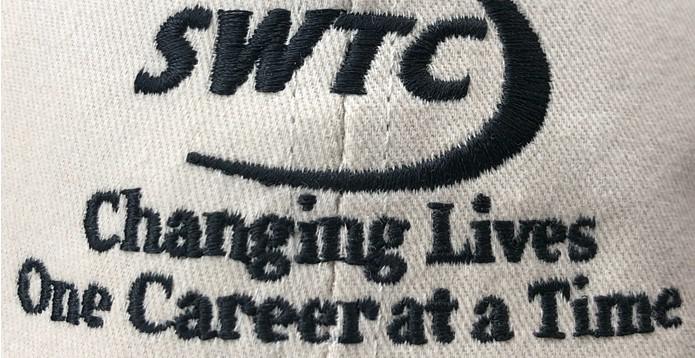 SWTC
Changing Lives
One Career at a Time